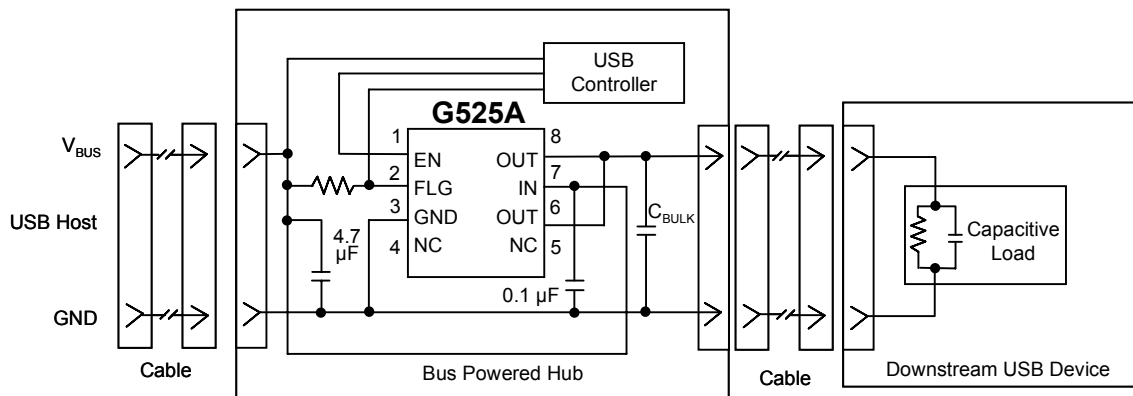 USB
Controller
G525A
V_BUS
1
8
EN
OUT
2
7
FLG
IN
3
6
GND
OUT
4
5
NC
NC
USB Host
4.7
µF
C_BULK
0.1 µF
Capacitive
Load
GND
Cable
Bus Powered Hub
Cable
Downstream USB Device